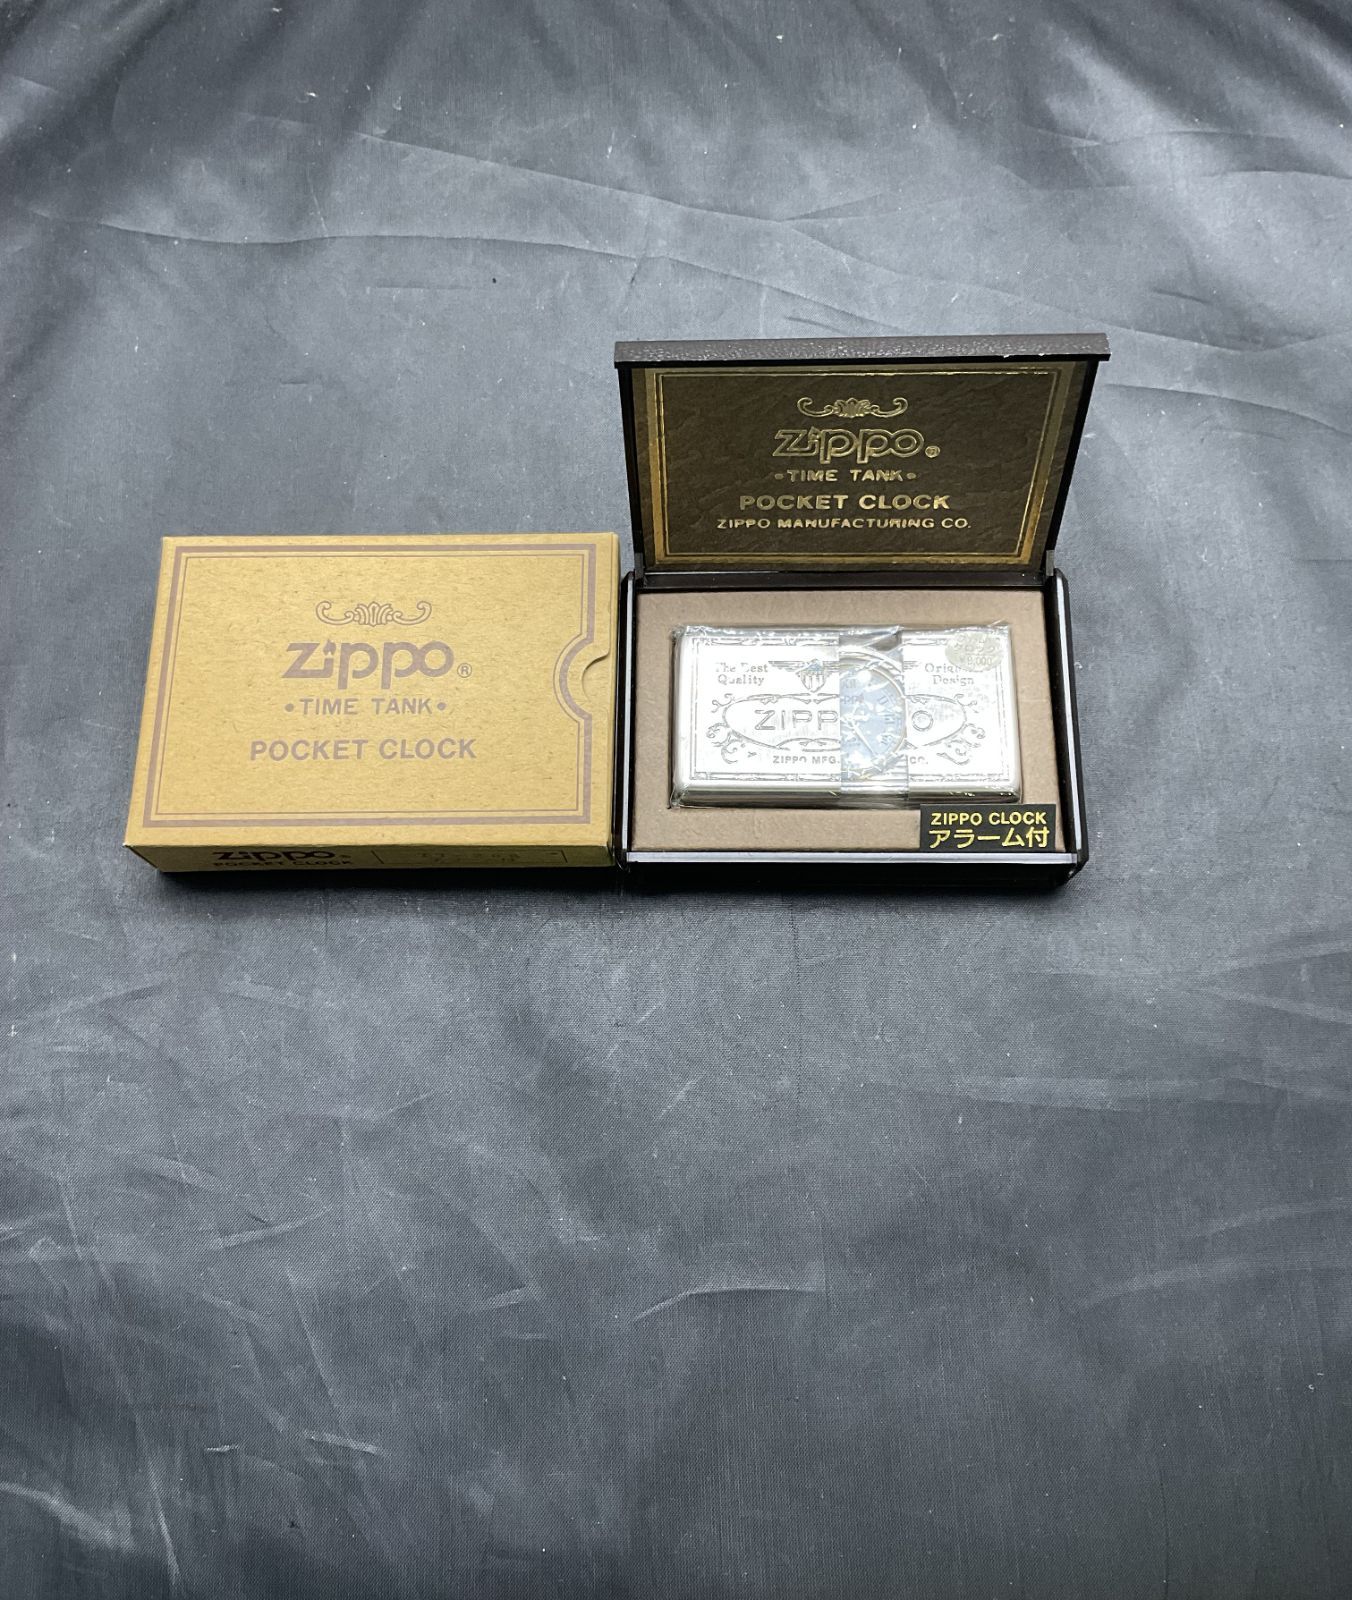 zippo®
•TIME TANK•
POCKET CLOCK
zippo®
POCKET CLOCK
zippo®
•TIME TANK•
POCKET CLOCK
ZIPPO MANUFACTURING CO.
The Best
Quality
Design
ZIPP O
ZIPPO MFG. CO.
ZIPPO CLOCK
アラーム付